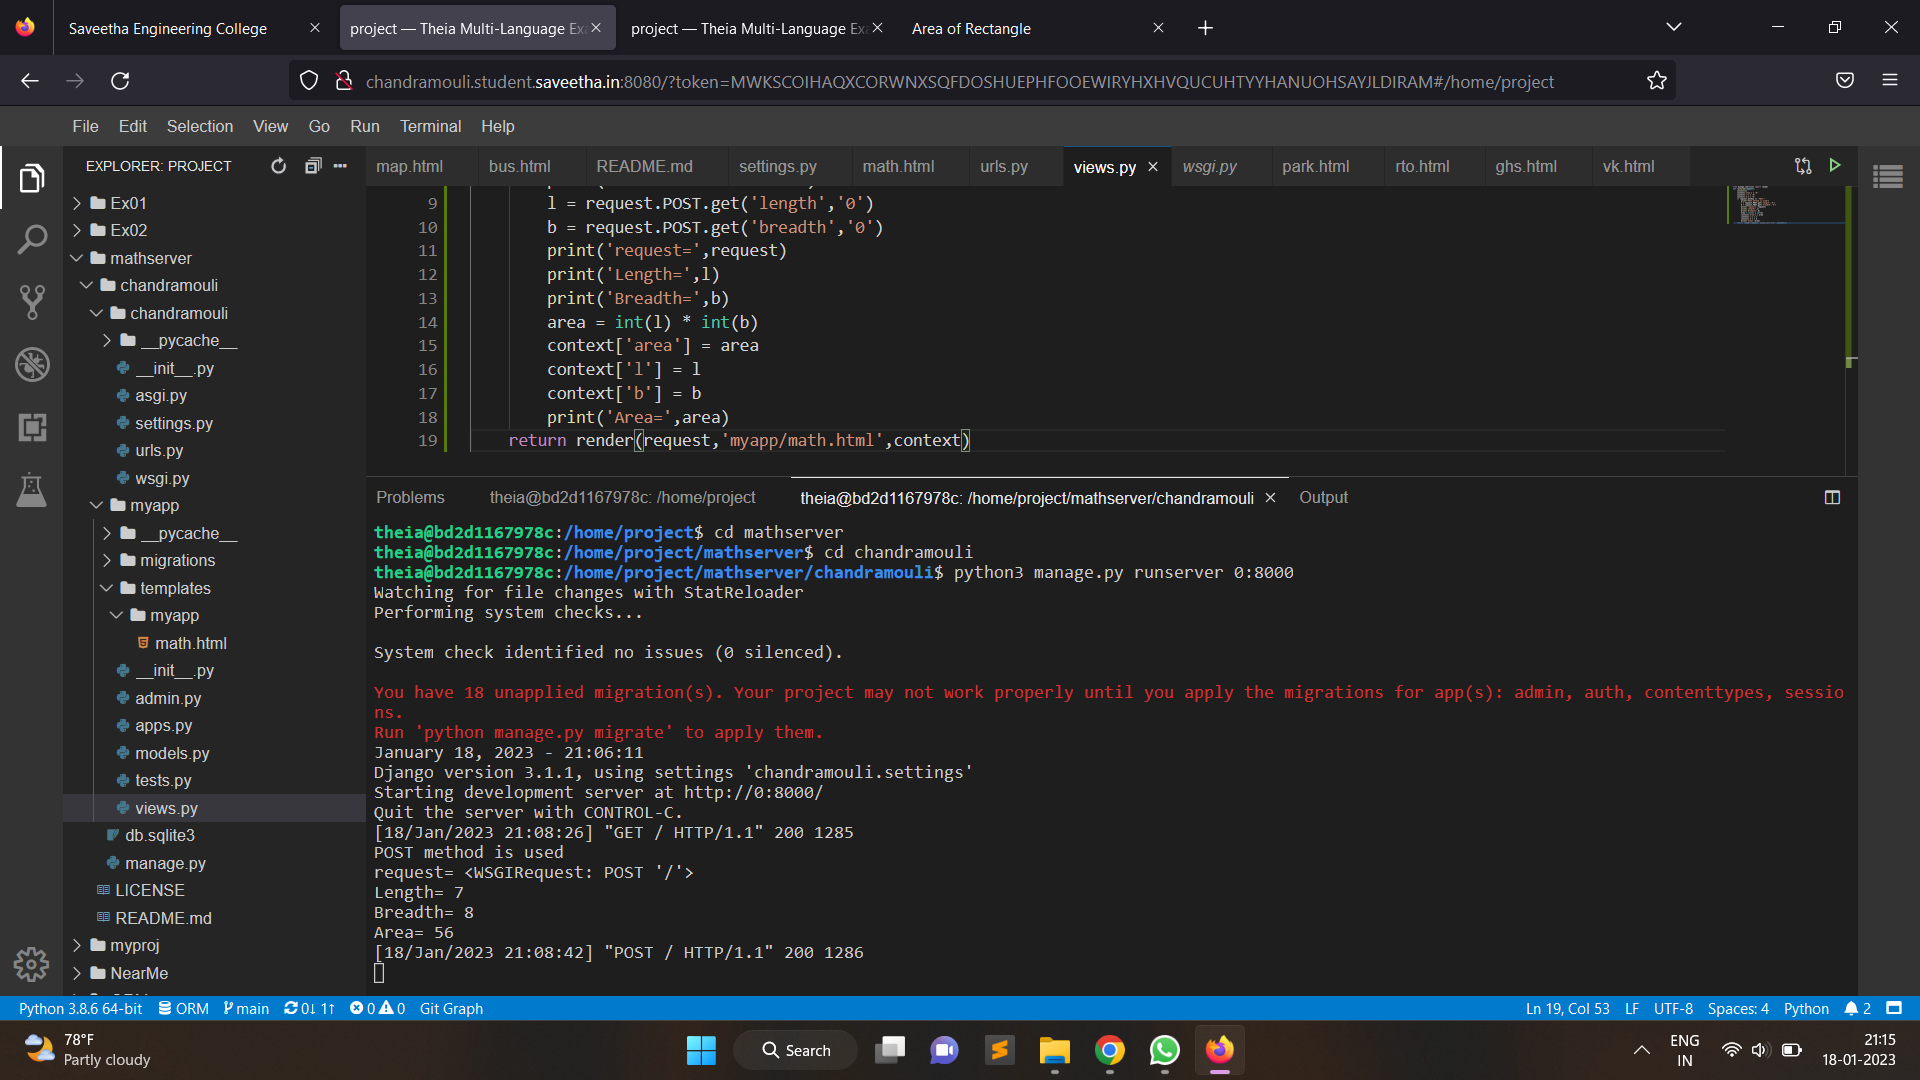 Saveetha Engineering College
project — Theia Multi-Language Exa
project — Theia Multi-Language Exa
Area of Rectangle
chandramouli.student.saveetha.in:8080/?token=MWKSCOIHAQXCORWNXSQFDOSHUEPHFOOEWIRYHXHVQUCUHTYYHANUOHSAYJLDIRAM#/home/project
File Edit Selection View Go Run Terminal Help
EXPLORER: PROJECT
map.html bus.html README.md settings.py math.html urls.py views.py wsgi.py park.html rto.html ghs.html vk.html
Ex01
Ex02
mathserver
chandramouli
chandramouli
__pycache__
__init__.py
asgi.py
settings.py
urls.py
wsgi.py
myapp
__pycache__
migrations
templates
myapp
math.html
__init__.py
admin.py
apps.py
models.py
tests.py
views.py
db.sqlite3
manage.py
LICENSE
README.md
myproj
NearMe
9 l = request.POST.get('length','0')
10 b = request.POST.get('breadth','0')
11 print('request=',request)
12 print('Length=',l)
13 print('Breadth=',b)
14 area = int(l) * int(b)
15 context['area'] = area
16 context['l'] = l
17 context['b'] = b
18 print('Area=',area)
19 return render(request,'myapp/math.html',context)
Problems theia@bd2d1167978c: /home/project theia@bd2d1167978c: /home/project/mathserver/chandramouli Output
theia@bd2d1167978c:/home/project$ cd mathserver
theia@bd2d1167978c:/home/project/mathserver$ cd chandramouli
theia@bd2d1167978c:/home/project/mathserver/chandramouli$ python3 manage.py runserver 0:8000
Watching for file changes with StatReloader
Performing system checks...
System check identified no issues (0 silenced).
You have 18 unapplied migration(s). Your project may not work properly until you apply the migrations for app(s): admin, auth, contenttypes, sessio
ns.
Run 'python manage.py migrate' to apply them.
January 18, 2023 - 21:06:11
Django version 3.1.1, using settings 'chandramouli.settings'
Starting development server at http://0:8000/
Quit the server with CONTROL-C.
[18/Jan/2023 21:08:26] "GET / HTTP/1.1" 200 1285
POST method is used
request= <WSGIRequest: POST '/'>
Length= 7
Breadth= 8
Area= 56
[18/Jan/2023 21:08:42] "POST / HTTP/1.1" 200 1286
Python 3.8.6 64-bit ORM main 0↓ 1↑ 0 0 Git Graph
Ln 19, Col 53 LF UTF-8 Spaces: 4 Python 2
78°F
Partly cloudy
Search
ENG
IN
21:15
18-01-2023